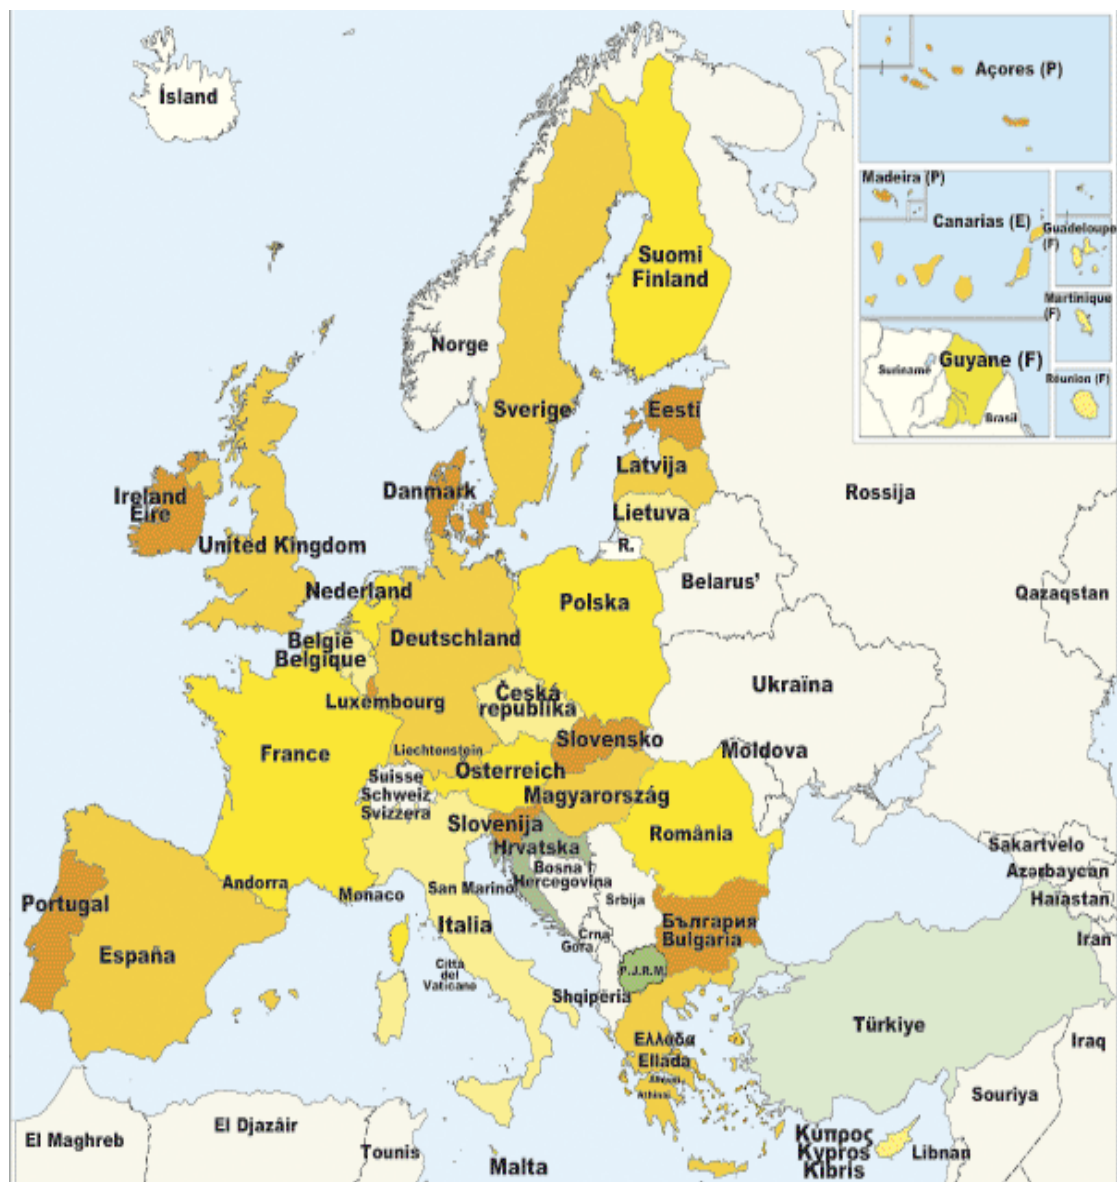 Ísland
Açores (P)
Madeira (P)
Canarias (E)
Guadeloupe
(F)
Martinique
(F)
Guyane (F)
Suriname
Brasil
Réunion (F)
Suomi
Finland
Norge
Sverige
Eesti
Latvija
Lietuva
R.
Rossija
Danmark
Ireland
Eire
United Kingdom
Nederland
België
Belgique
Deutschland
Polska
Belarus'
Qazaqstan
Luxembourg
Česká
republika
Ukraïna
Slovensko
Moldova
France
Liechtenstein
Österreich
Suisse
Schweiz
Svizzera
Magyarország
Slovenija
Hrvatska
România
Sakartvelo
Azərbaycan
Haïastan
Iran
Bosna i
Hercegovina
Srbija
Andorra
Monaco
San Marino
Portugal
España
Italia
Città
del
Vaticano
Crna
Gora
България
Bulgaria
P.J.R.M.
Shqipëria
Türkiye
Ελλάδα
Ellada
Iraq
Souriya
El Maghreb
El Djazâir
Tounis
Malta
Κύπρος
Kypros
Kibris
Libnan